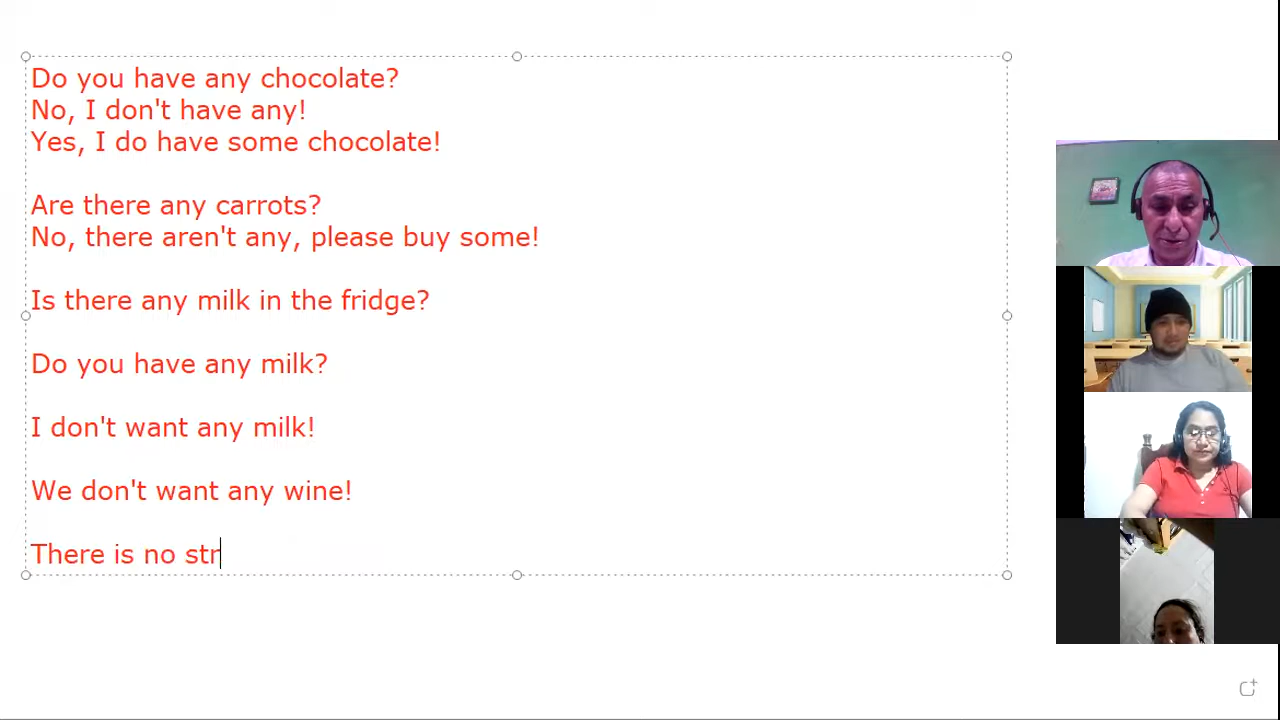 Do you have any chocolate?
No, I don't have any!
Yes, I do have some chocolate!
Are there any carrots?
No, there aren't any, please buy some!
Is there any milk in the fridge?
Do you have any milk?
I don't want any milk!
We don't want any wine!
There is no str